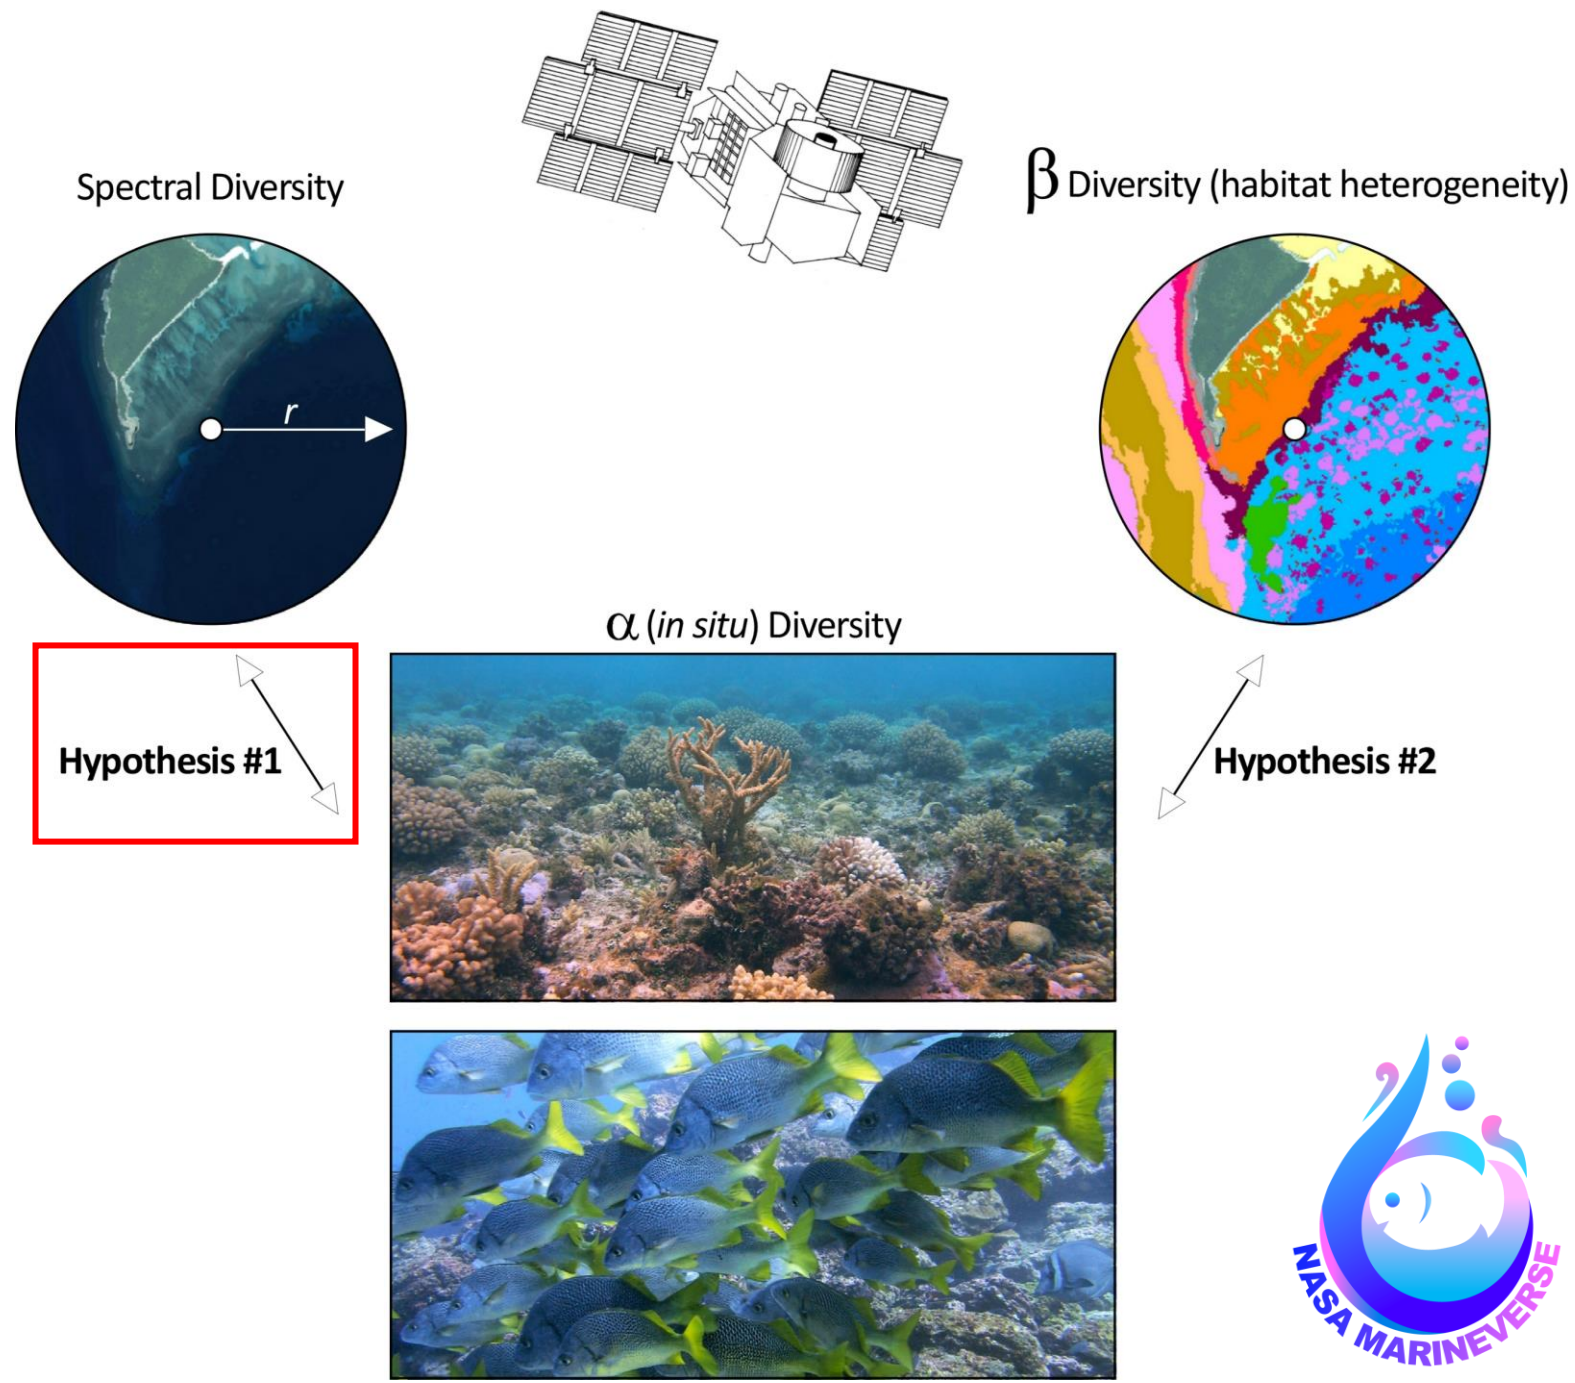 Spectral Diversity
β Diversity (habitat heterogeneity)
r
α (in situ) Diversity
Hypothesis #1
Hypothesis #2
NASA MARINEVERSE